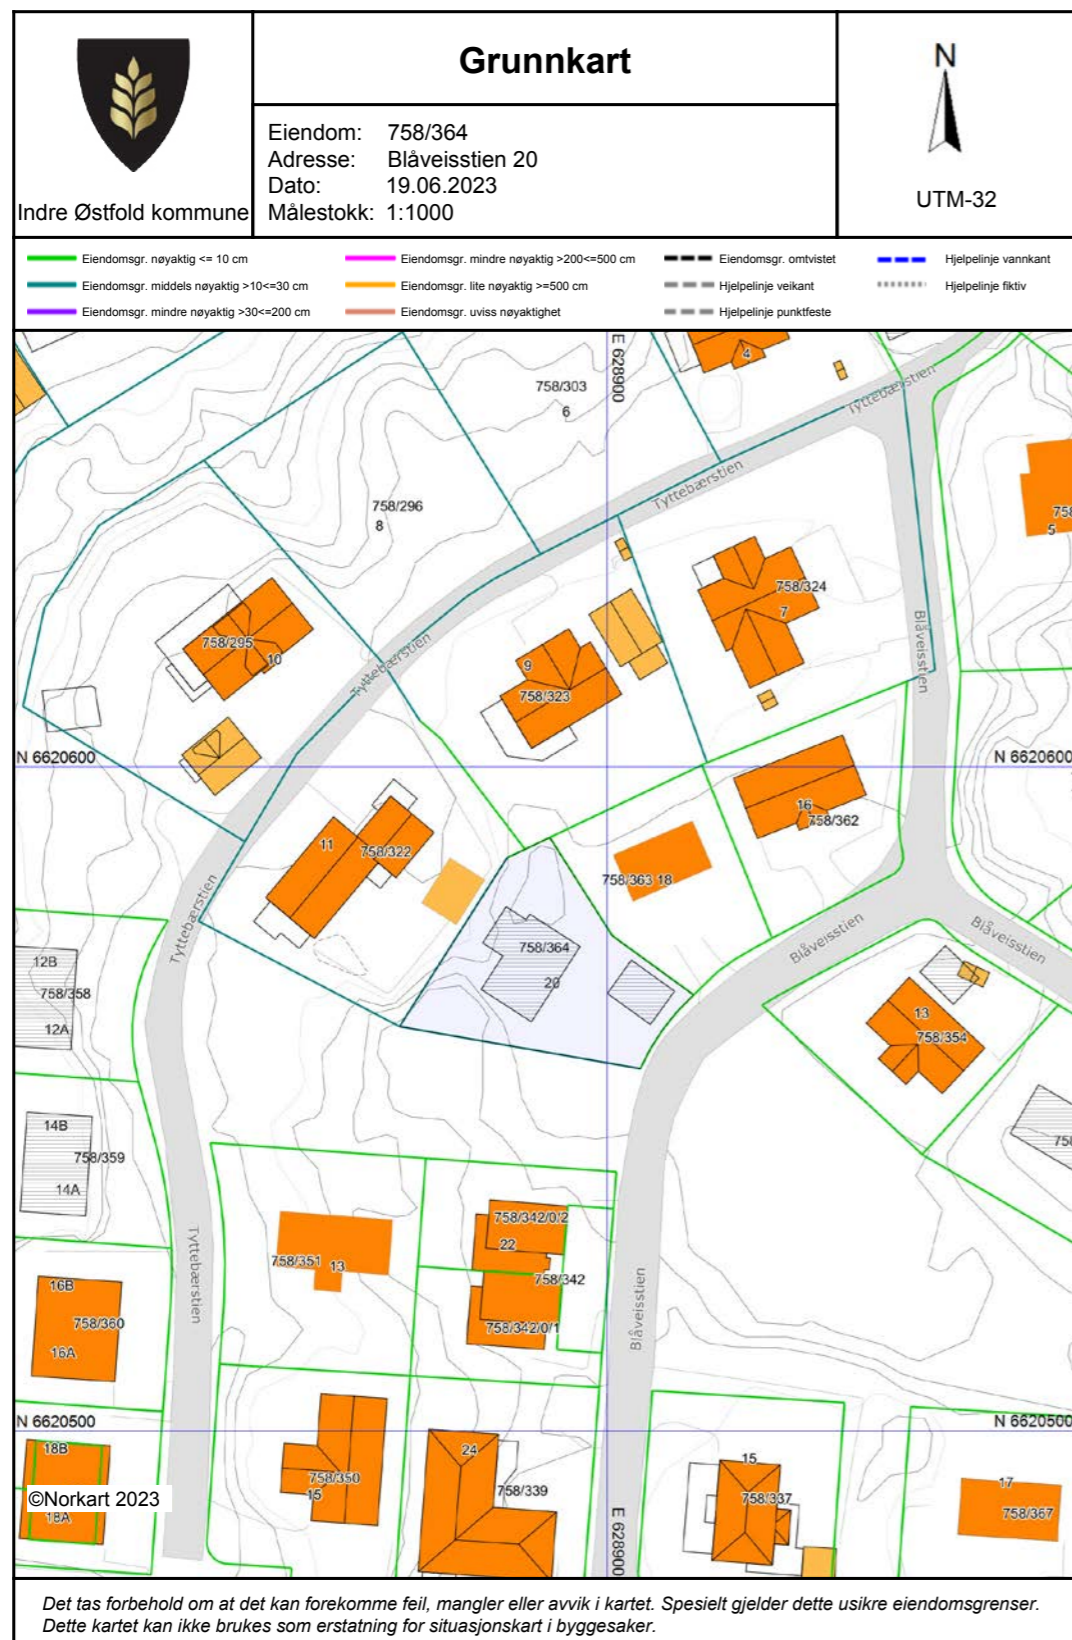 Indre Østfold kommune
Grunnkart
Eiendom: 758/364
Adresse: Blåveisstien 20
Dato: 19.06.2023
Målestokk: 1:1000
N
UTM-32
Eiendomsgr. nøyaktig <= 10 cm
Eiendomsgr. middels nøyaktig >10<=30 cm
Eiendomsgr. mindre nøyaktig >30<=200 cm
Eiendomsgr. mindre nøyaktig >200<=500 cm
Eiendomsgr. lite nøyaktig >=500 cm
Eiendomsgr. uviss nøyaktighet
Eiendomsgr. omtvistet
Hjelpelinje veikant
Hjelpelinje punktfeste
Hjelpelinje vannkant
Hjelpelinje fiktiv
E 628900
4
758/303
6
Tyttebærstien
Tyttebærstien
758/296
8
5
758/324
7
758/295
10
Tyttebærstien
9
758/323
Blåveisstien
N 6620600
N 6620600
16
758/362
11
758/322
758/363 18
Tyttebærstien
Blåveisstien
Blåveisstien
758/364
20
12B
758/358
12A
13
758/354
14B
758/359
14A
758/342/0/2
22
758/351 13
758/342
Tyttebærstien
Blåveisstien
16B
758/360
16A
758/342/0/1
N 6620500
N 6620500
18B
24
15
758/350
15
758/339
758/337
17
758/367
©Norkart 2023
18A
E 628900
Det tas forbehold om at det kan forekomme feil, mangler eller avvik i kartet. Spesielt gjelder dette usikre eiendomsgrenser.
Dette kartet kan ikke brukes som erstatning for situasjonskart i byggesaker.